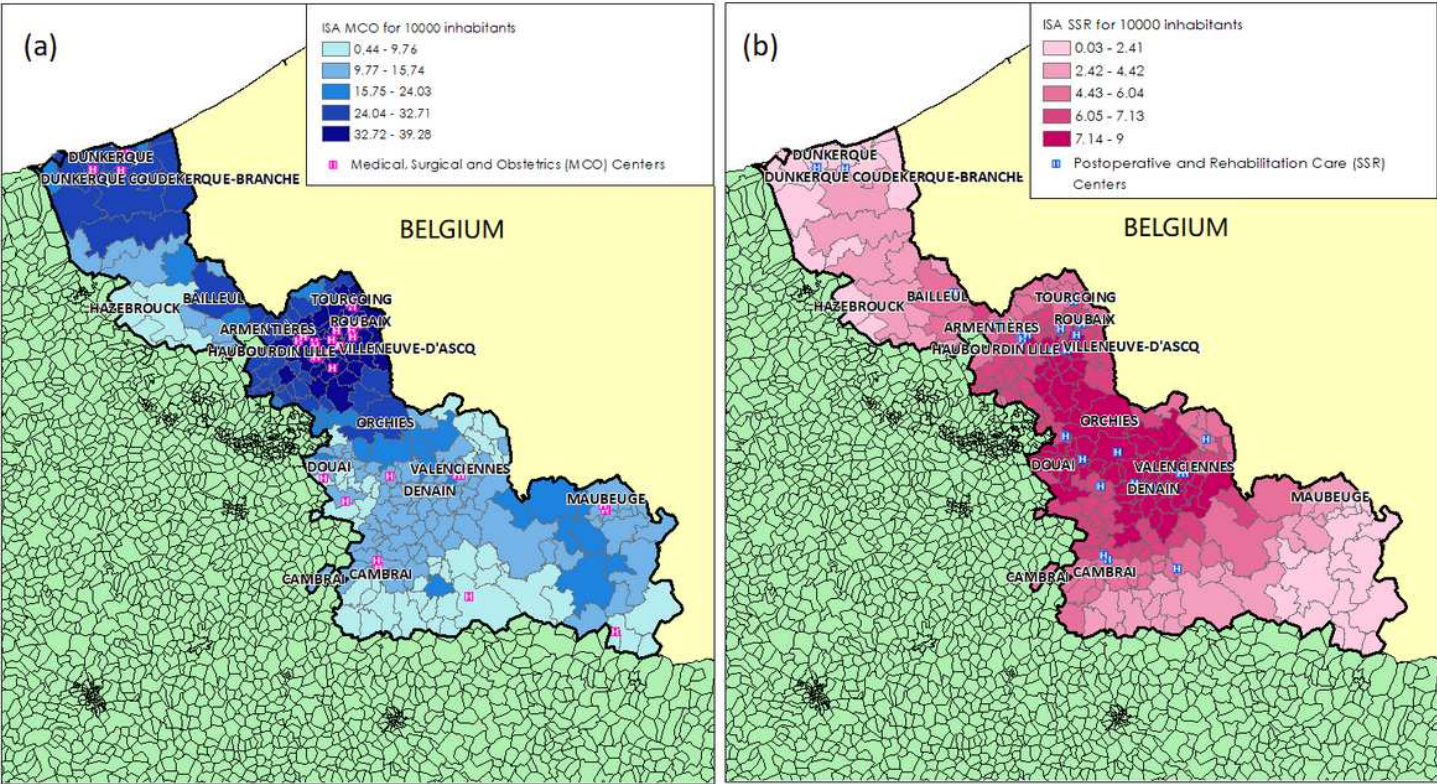 (a)
ISA MCO for 10000 inhabitants
0,44 - 9.76
9.77 - 15,74
15.75 - 24.03
24.04 - 32.71
32.72 - 39.28
H Medical, Surgical and Obstetrics (MCO) Centers
DUNKERQUE
DUNKERQUE COUDEKERQUE-BRANCHE
BELGIUM
HAZEBROUCK
BAILLEUL
TOURCOING
ARMENTIÈRES
ROUBAIX
HAUBOURDIN LILLE VILLENEUVE-D'ASCQ
ORCHIES
DOUAI
VALENCIENNES
DENAIN
MAUBEUGE
CAMBRAI CAMBRAI
(b)
ISA SSR for 10000 inhabitants
0.03 - 2.41
2.42 - 4.42
4.43 - 6.04
6.05 - 7.13
7.14 - 9
H Postoperative and Rehabilitation Care (SSR)
Centers
DUNKERQUE
DUNKERQUE COUDEKERQUE-BRANCHE
BELGIUM
HAZEBROUCK
BAILLEUL
TOURCOING
ARMENTIÈRES
ROUBAIX
HAUBOURDIN LILLE VILLENEUVE-D'ASCQ
ORCHIES
DOUAI
VALENCIENNES
DENAIN
MAUBEUGE
CAMBRAI CAMBRAI